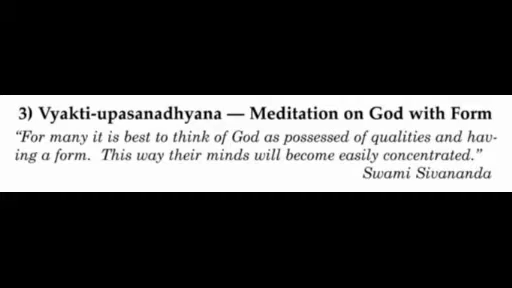 3) Vyakti-upasanadhyana — Meditation on God with Form
“For many it is best to think of God as possessed of qualities and hav-
ing a form. This way their minds will become easily concentrated.”
Swami Sivananda